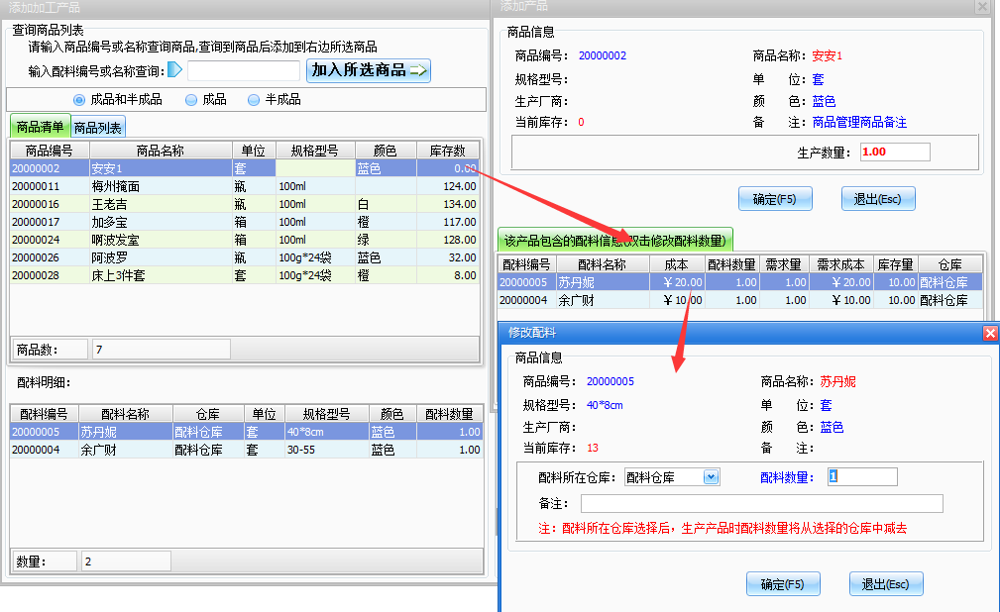 添加加工产品
查询商品列表
请输入商品编号或名称查询商品,查询到商品后添加到右边所选商品
输入配料编号或名称查询:
加入所选商品
成品和半成品 成品 半成品
商品清单 商品列表
商品编号 商品名称 单位 规格型号 颜色 库存数
20000002 安安1 套 蓝色 0.00
20000011 梅州掩面 瓶 100ml 124.00
20000016 王老吉 瓶 100ml 白 134.00
20000017 加多宝 箱 100ml 橙 117.00
20000024 啊波发室 箱 100ml 绿 128.00
20000026 阿波罗 瓶 100g*24袋 蓝色 32.00
20000028 床上3件套 套 100g*24袋 橙 8.00
商品数: 7
配料明细:
配料编号 配料名称 仓库 单位 规格型号 颜色 配料数量
20000005 苏丹妮 配料仓库 套 40*8cm 蓝色 1.00
20000004 余广财 配料仓库 套 30-55 蓝色 1.00
数量: 2
添加产品
商品信息
商品编号: 20000002 商品名称: 安安1
规格型号: 单 位: 套
生产厂商: 颜 色: 蓝色
当前库存: 0 备 注: 商品管理商品备注
生产数量: 1.00
确定(F5) 退出(Esc)
该产品包含的配料信息(双击修改配料数量)
配料编号 配料名称 成本 配料数量 需求量 需求成本 库存量 仓库
20000005 苏丹妮 ￥20.00 1.00 1.00 ￥20.00 10.00 配料仓库
20000004 余广财 ￥10.00 1.00 1.00 ￥10.00 10.00 配料仓库
修改配料
商品信息
商品编号: 20000005 商品名称: 苏丹妮
规格型号: 40*8cm 单 位: 套
生产厂商: 颜 色: 蓝色
当前库存: 13 备 注:
配料所在仓库: 配料仓库 配料数量: 1
备注:
注: 配料所在仓库选择后，生产产品时配料数量将从选择的仓库中减去
确定(F5) 退出(Esc)